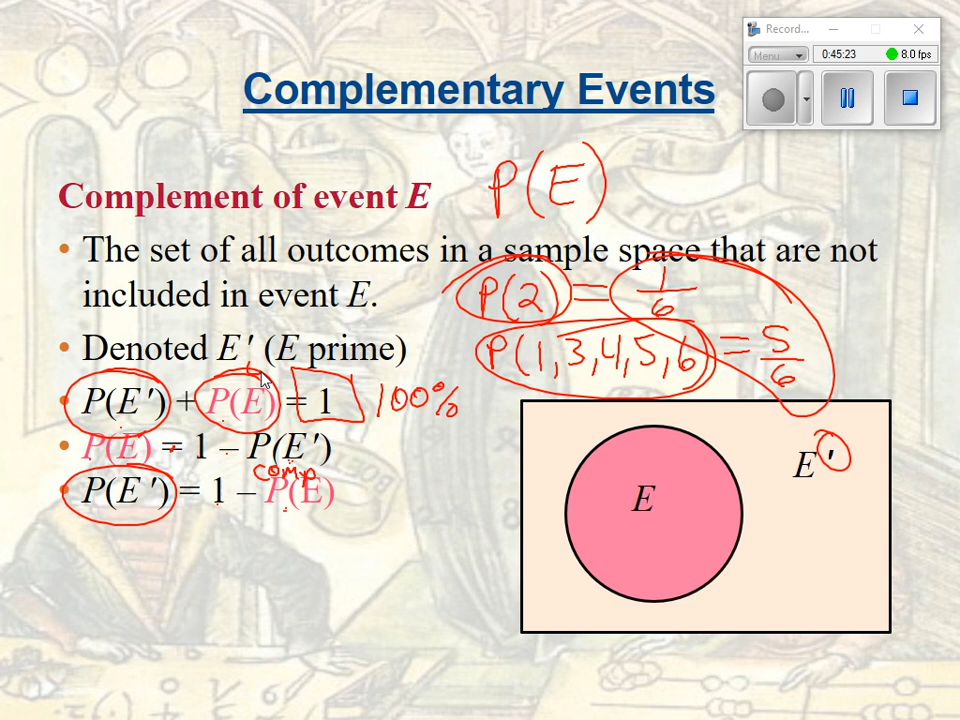 Record...
Menu
0:45:23
8.0 fps
Complementary Events
TICAE
P(E)
Complement of event E
• The set of all outcomes in a sample space that are not
included in event E.
P(2) = 1/6
• Denoted E′ (E prime)
P(1,3,4,5,6) = 5/6
• P(E′) + P(E) = 1 100%
• P(E) = 1 – P(E′)
comp
• P(E′) = 1 – P(E)
E
E′